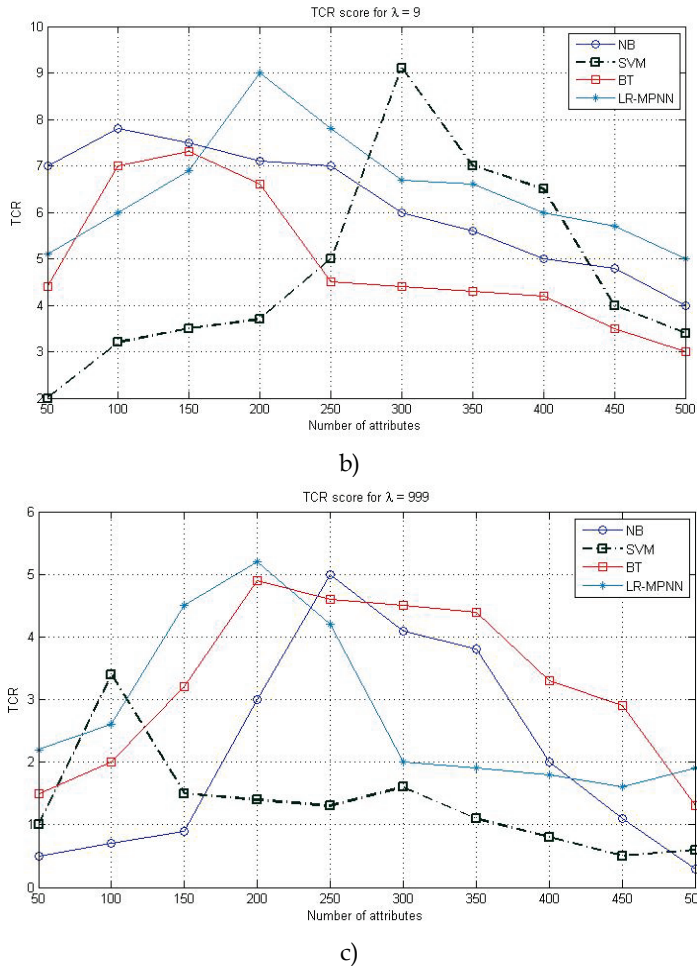 TCR score for λ = 9
NB
SVM
BT
LR-MPNN
TCR
10
9
8
7
6
5
4
3
2
50 100 150 200 250 300 350 400 450 500
Number of attributes
b)
TCR score for λ = 999
NB
SVM
BT
LR-MPNN
TCR
6
5
4
3
2
1
0
50 100 150 200 250 300 350 400 450 500
Number of attributes
c)